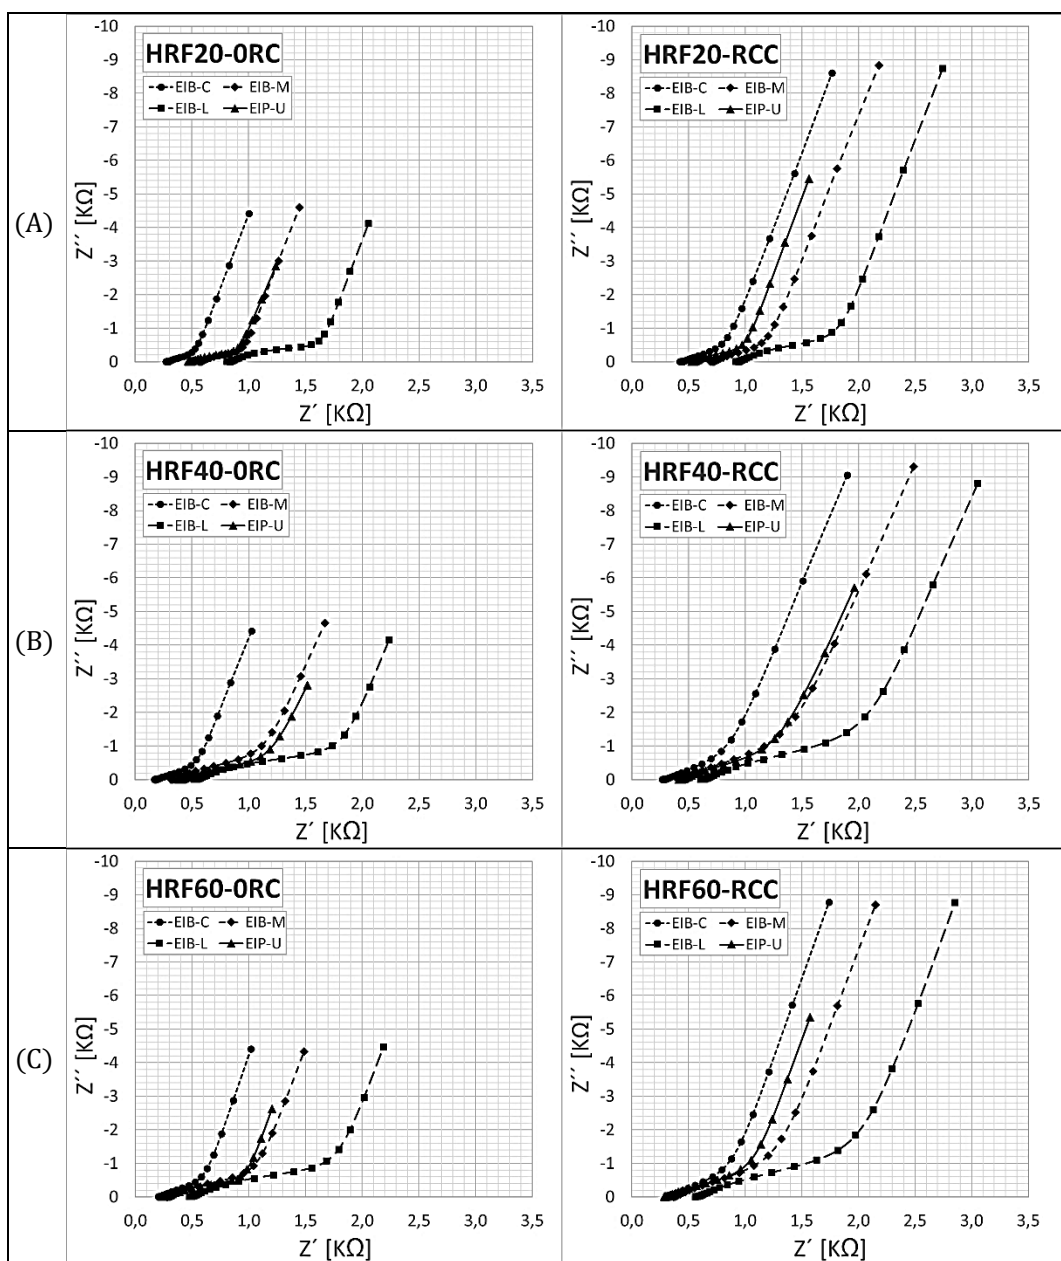 (A)
HRF20-0RC
EIB-C EIB-M
EIB-L EIP-U
Z´´ [KΩ]
-10
-9
-8
-7
-6
-5
-4
-3
-2
-1
0
0,0 0,5 1,0 1,5 2,0 2,5 3,0 3,5
Z´ [KΩ]
HRF20-RCC
EIB-C EIB-M
EIB-L EIP-U
Z´´ [KΩ]
-10
-9
-8
-7
-6
-5
-4
-3
-2
-1
0
0,0 0,5 1,0 1,5 2,0 2,5 3,0 3,5
Z´ [KΩ]
(B)
HRF40-0RC
EIB-C EIB-M
EIB-L EIP-U
Z´´ [KΩ]
-10
-9
-8
-7
-6
-5
-4
-3
-2
-1
0
0,0 0,5 1,0 1,5 2,0 2,5 3,0 3,5
Z´ [KΩ]
HRF40-RCC
EIB-C EIB-M
EIB-L EIP-U
Z´´ [KΩ]
-10
-9
-8
-7
-6
-5
-4
-3
-2
-1
0
0,0 0,5 1,0 1,5 2,0 2,5 3,0 3,5
Z´ [KΩ]
(C)
HRF60-0RC
EIB-C EIB-M
EIB-L EIP-U
Z´´ [KΩ]
-10
-9
-8
-7
-6
-5
-4
-3
-2
-1
0
0,0 0,5 1,0 1,5 2,0 2,5 3,0 3,5
Z´ [KΩ]
HRF60-RCC
EIB-C EIB-M
EIB-L EIP-U
Z´´ [KΩ]
-10
-9
-8
-7
-6
-5
-4
-3
-2
-1
0
0,0 0,5 1,0 1,5 2,0 2,5 3,0 3,5
Z´ [KΩ]